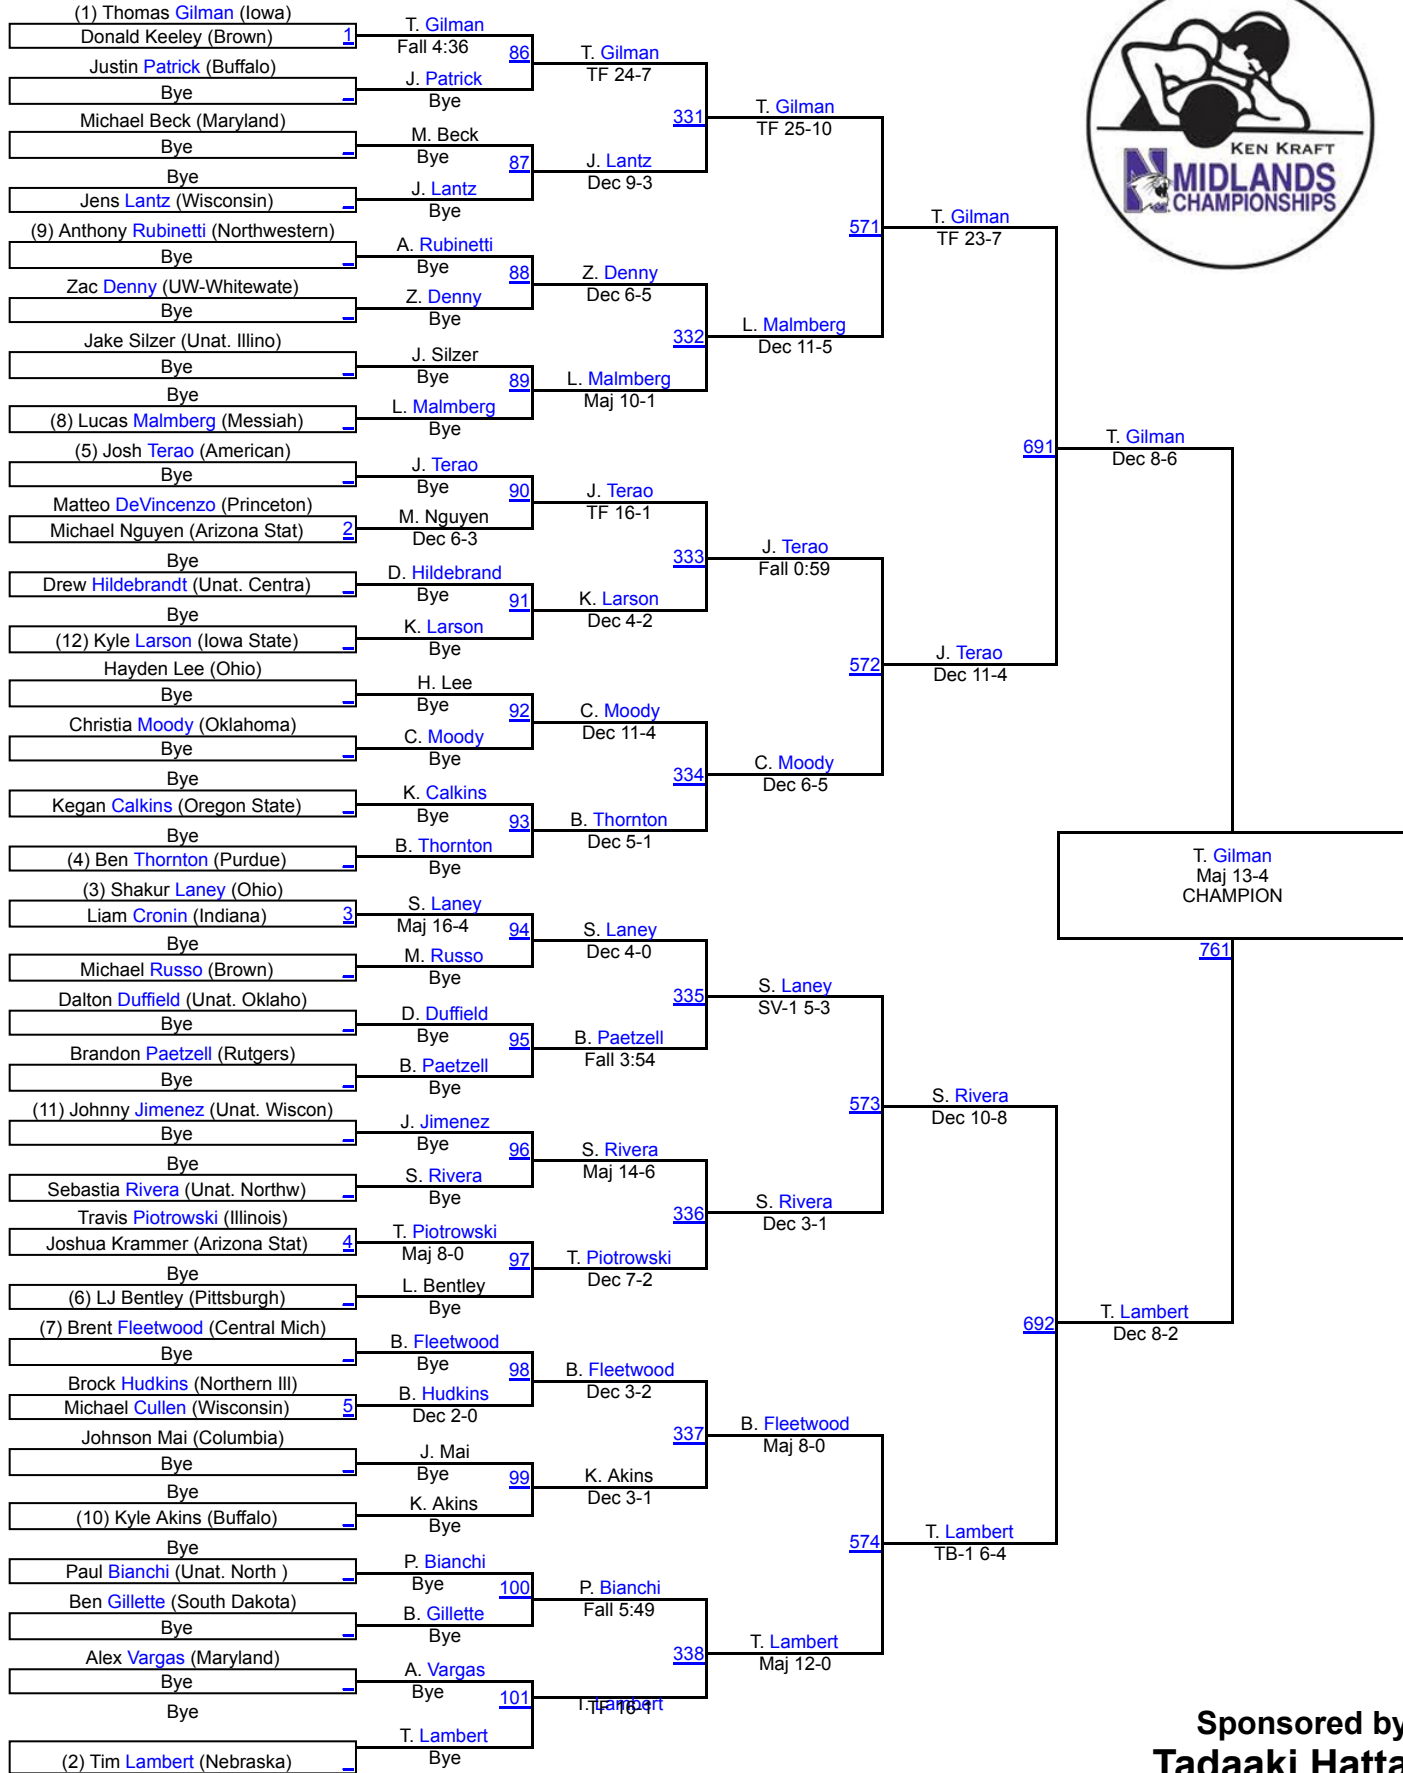 (1) Thomas Gilman (Iowa)
Donald Keeley (Brown) 1
Justin Patrick (Buffalo)
Bye
Michael Beck (Maryland)
Bye
Bye
Jens Lantz (Wisconsin)
(9) Anthony Rubinetti (Northwestern)
Bye
Zac Denny (UW-Whitewate)
Bye
Jake Silzer (Unat. Illino)
Bye
Bye
(8) Lucas Malmberg (Messiah)
(5) Josh Terao (American)
Bye
Matteo DeVincenzo (Princeton)
Michael Nguyen (Arizona Stat) 2
Bye
Drew Hildebrandt (Unat. Centra)
Bye
(12) Kyle Larson (Iowa State)
Hayden Lee (Ohio)
Bye
Christia Moody (Oklahoma)
Bye
Bye
Kegan Calkins (Oregon State)
Bye
(4) Ben Thornton (Purdue)
(3) Shakur Laney (Ohio)
Liam Cronin (Indiana) 3
Bye
Michael Russo (Brown)
Dalton Duffield (Unat. Oklaho)
Bye
Brandon Paetzell (Rutgers)
Bye
(11) Johnny Jimenez (Unat. Wiscon)
Bye
Bye
Sebastia Rivera (Unat. Northw)
Travis Piotrowski (Illinois)
Joshua Krammer (Arizona Stat) 4
Bye
(6) LJ Bentley (Pittsburgh)
(7) Brent Fleetwood (Central Mich)
Bye
Brock Hudkins (Northern Ill)
Michael Cullen (Wisconsin) 5
Johnson Mai (Columbia)
Bye
Bye
(10) Kyle Akins (Buffalo)
Bye
Paul Bianchi (Unat. North )
Ben Gillette (South Dakota)
Bye
Alex Vargas (Maryland)
Bye
Bye
(2) Tim Lambert (Nebraska)
T. Gilman
Fall 4:36
86
J. Patrick
Bye
M. Beck
Bye
87
J. Lantz
Bye
A. Rubinetti
Bye
88
Z. Denny
Bye
J. Silzer
Bye
89
L. Malmberg
Bye
J. Terao
Bye
90
M. Nguyen
Dec 6-3
D. Hildebrand
Bye
91
K. Larson
Bye
H. Lee
Bye
92
C. Moody
Bye
K. Calkins
Bye
93
B. Thornton
Bye
S. Laney
Maj 16-4
94
M. Russo
Bye
D. Duffield
Bye
95
B. Paetzell
Bye
J. Jimenez
Bye
96
S. Rivera
Bye
T. Piotrowski
Maj 8-0
97
L. Bentley
Bye
B. Fleetwood
Bye
98
B. Hudkins
Dec 2-0
J. Mai
Bye
99
K. Akins
Bye
P. Bianchi
Bye
100
B. Gillette
Bye
A. Vargas
Bye
101
T. Lambert
Bye
T. Gilman
TF 24-7
331
J. Lantz
Dec 9-3
Z. Denny
Dec 6-5
332
L. Malmberg
Maj 10-1
J. Terao
TF 16-1
333
K. Larson
Dec 4-2
C. Moody
Dec 11-4
334
B. Thornton
Dec 5-1
S. Laney
Dec 4-0
335
B. Paetzell
Fall 3:54
S. Rivera
Maj 14-6
336
T. Piotrowski
Dec 7-2
B. Fleetwood
Dec 3-2
337
K. Akins
Dec 3-1
P. Bianchi
Fall 5:49
338
T. Lambert
TF 16-1
T. Gilman
TF 25-10
571
L. Malmberg
Dec 11-5
J. Terao
Fall 0:59
572
C. Moody
Dec 6-5
S. Laney
SV-1 5-3
573
S. Rivera
Dec 3-1
B. Fleetwood
Maj 8-0
574
T. Lambert
Maj 12-0
T. Gilman
TF 23-7
691
J. Terao
Dec 11-4
S. Rivera
Dec 10-8
692
T. Lambert
TB-1 6-4
T. Gilman
Dec 8-6
T. Lambert
Dec 8-2
T. Gilman
Maj 13-4
CHAMPION
761
KEN KRAFT
N MIDLANDS
CHAMPIONSHIPS
Sponsored by
Tadaaki Hatta